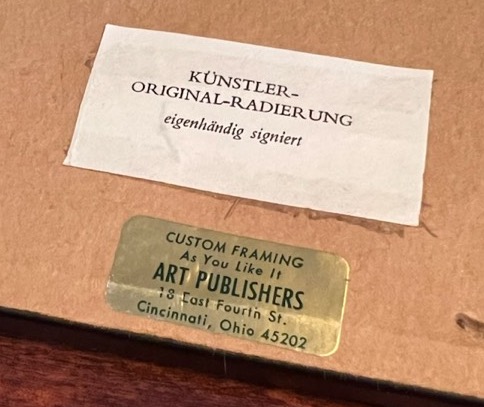 KÜNSTLER-
ORIGINAL-RADIERUNG
eigenhändig signiert
CUSTOM FRAMING
As You Like It
ART PUBLISHERS
18 East Fourth St.
Cincinnati, Ohio 45202